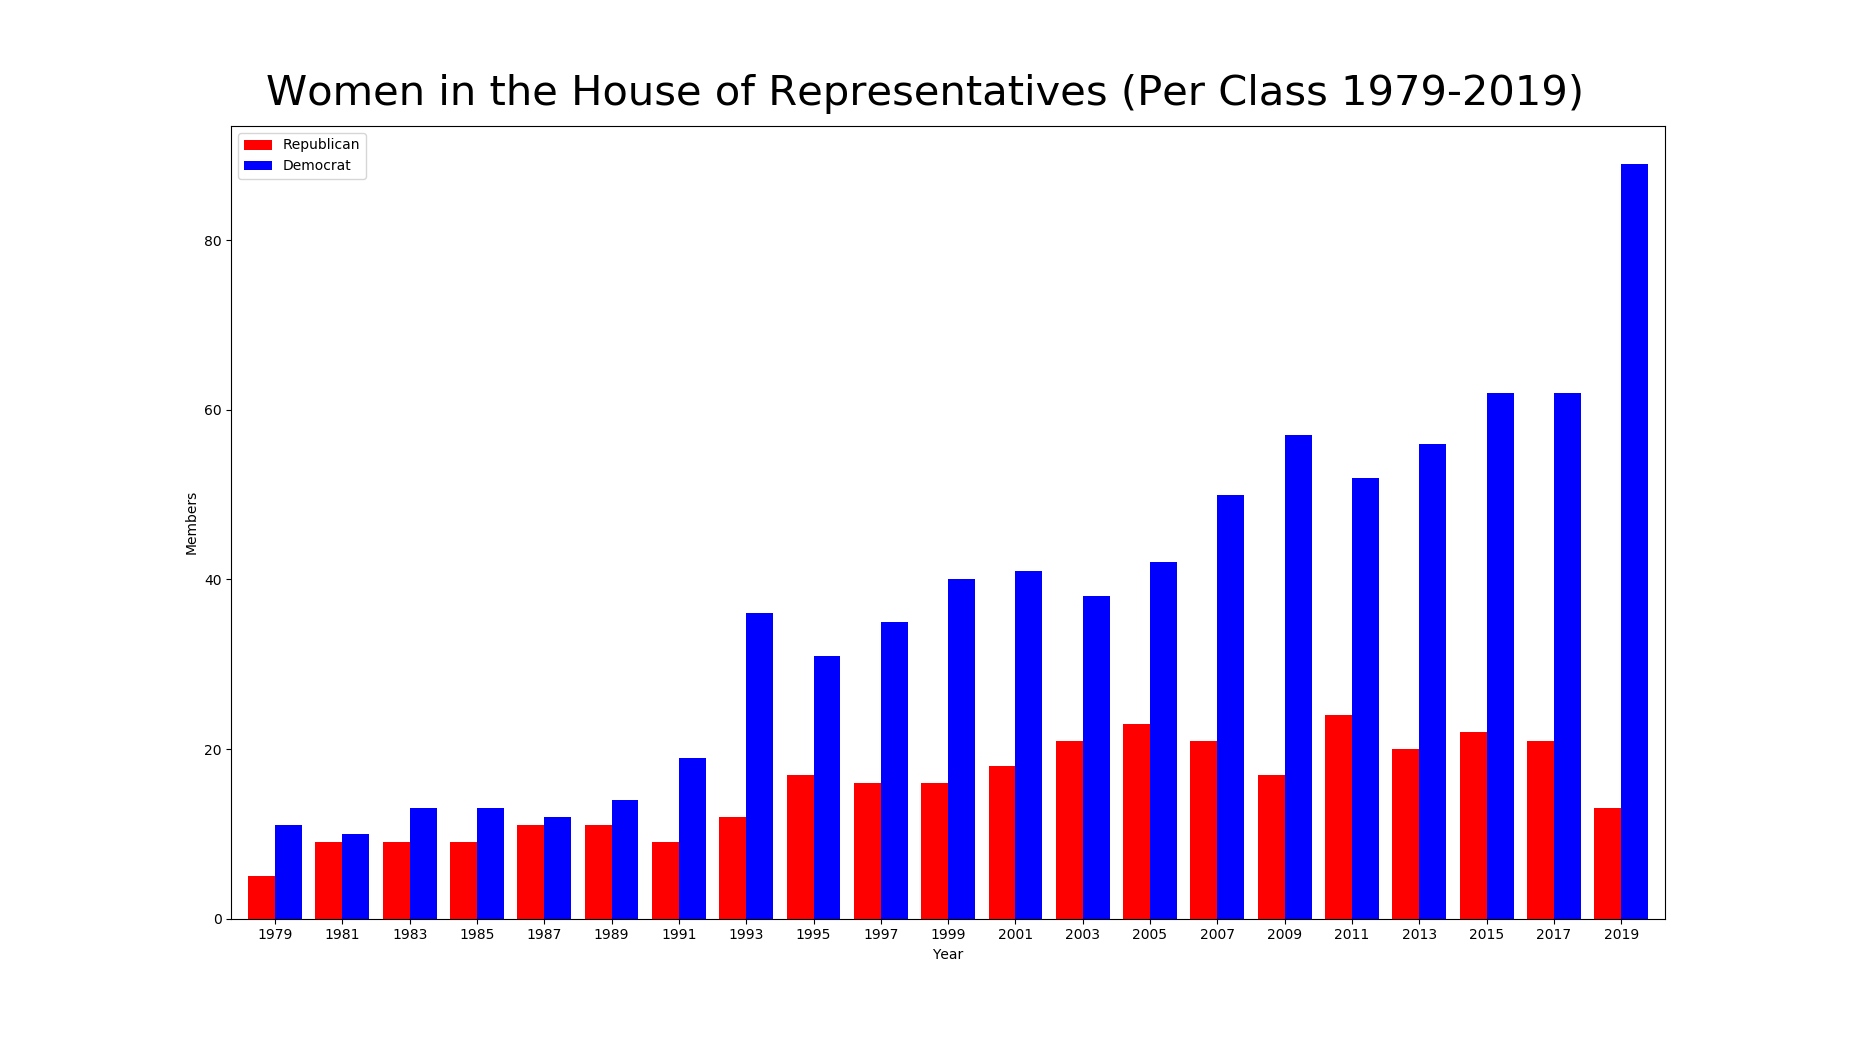 Women in the House of Representatives (Per Class 1979-2019)
Republican
Democrat
80
60
40
20
0
Members
1979 1981 1983 1985 1987 1989 1991 1993 1995 1997 1999 2001 2003 2005 2007 2009 2011 2013 2015 2017 2019
Year